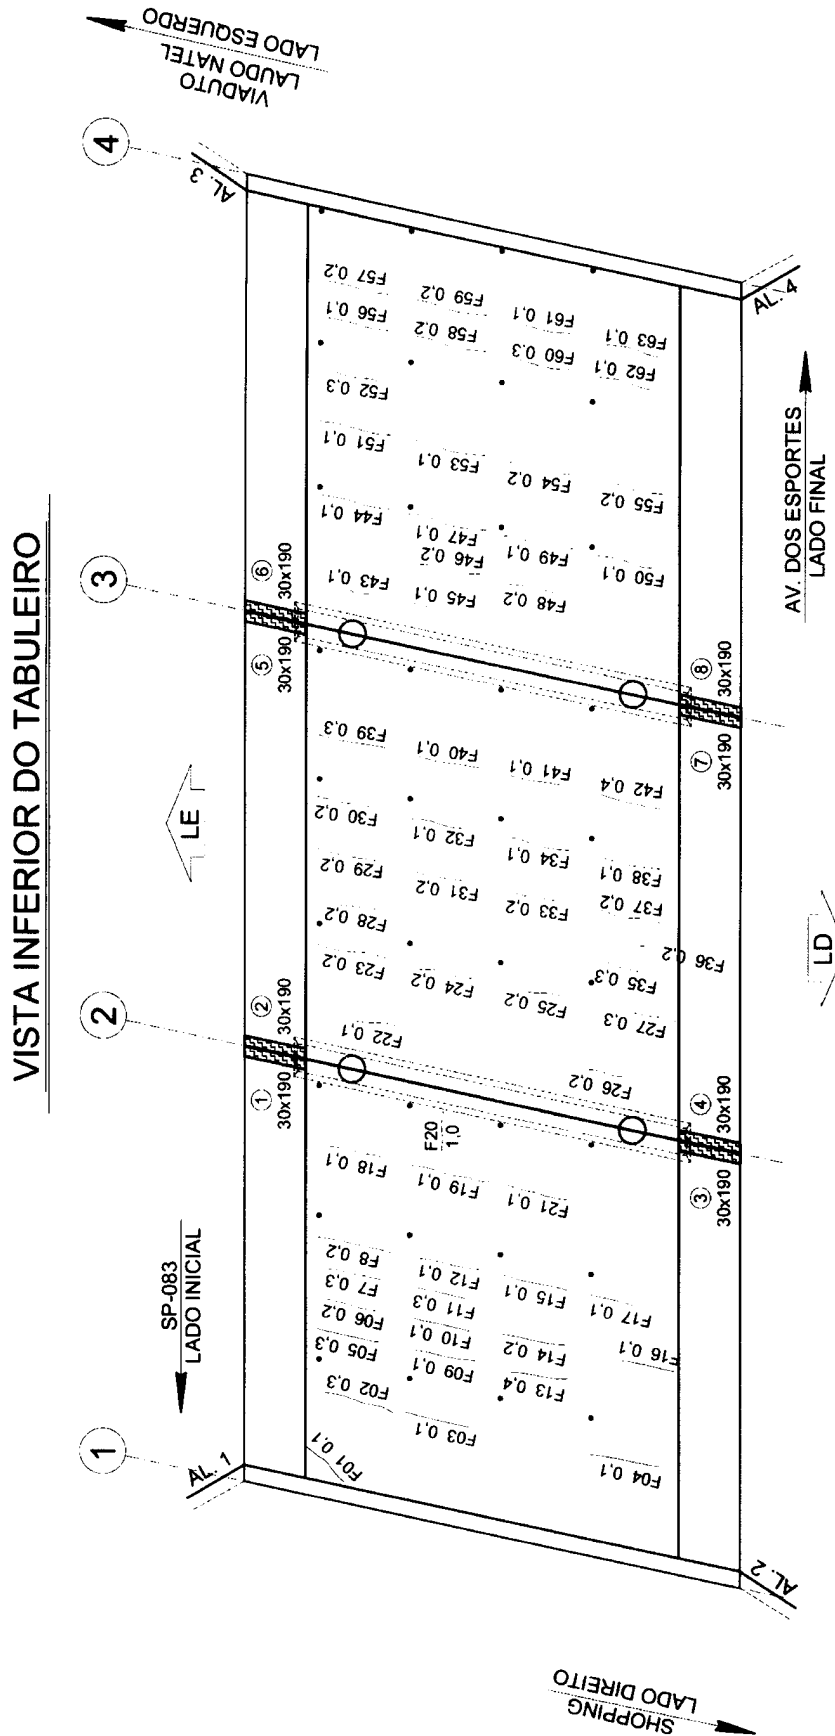 VISTA INFERIOR DO TABULEIRO
1
2
3
4
SP-083
LADO INICIAL
LE
VIADUTO
LAUDO NATEL
LADO ESQUERDO
AL. 1
AL. 3
1
30x190
2
30x190
5
30x190
6
30x190
F01 0,1
F02 0,3
F03 0,1
F04 0,1
F05 0,3
F06 0,2
F7 0,3
F8 0,2
F09 0,1
F10 0,1
F11 0,3
F12 0,1
F13 0,4
F14 0,2
F15 0,1
F16 0,1
F17 0,1
F18 0,1
F19 0,1
F20
1,0
F21 0,1
F22 0,1
F23 0,2
F24 0,2
F25 0,2
F26 0,2
F27 0,3
F28 0,2
F29 0,2
F30 0,2
F31 0,2
F32 0,1
F33 0,2
F34 0,1
F35 0,3
F36 0,2
F37 0,2
F38 0,1
F39 0,3
F40 0,1
F41 0,1
F42 0,4
F43 0,1
F44 0,1
F45 0,1
F46 0,2
F47 0,1
F48 0,2
F49 0,1
F50 0,1
F51 0,1
F52 0,3
F53 0,1
F54 0,2
F55 0,2
F56 0,1
F57 0,2
F58 0,2
F59 0,2
F60 0,3
F61 0,1
F62 0,1
F63 0,1
3
30x190
4
30x190
7
30x190
8
30x190
AL. 2
AL. 4
SHOPPING
LADO DIREITO
LD
AV. DOS ESPORTES
LADO FINAL